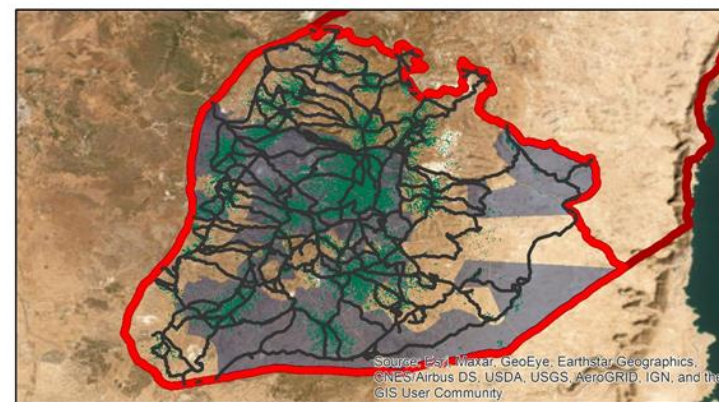 Source: Esri, Maxar, GeoEye, Earthstar Geographics,
CNES/Airbus DS, USDA, USGS, AeroGRID, IGN, and the
GIS User Community